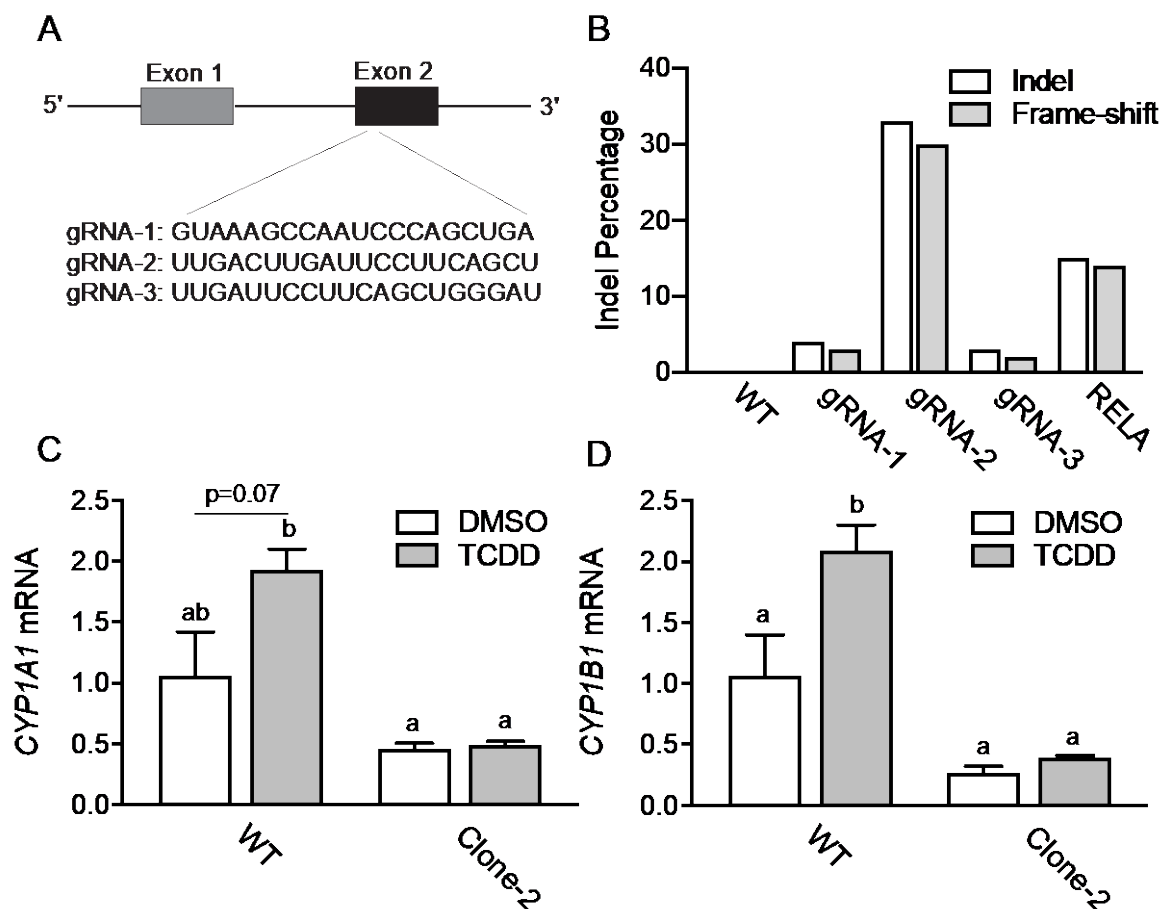 A
Exon 1
Exon 2
5'
3'
gRNA-1: GUAAAGCCAAUCCCAGCUGA
gRNA-2: UUGACUUGAUUCCUUCAGCU
gRNA-3: UUGAUUCCUUCAGCUGGGAU
B
Indel Percentage
40
30
20
10
0
Indel
Frame-shift
WT
gRNA-1
gRNA-2
gRNA-3
RELA
C
CYP1A1 mRNA
2.5
2.0
1.5
1.0
0.5
0.0
p=0.07
DMSO
TCDD
ab
b
a
a
WT
Clone-2
D
CYP1B1 mRNA
2.5
2.0
1.5
1.0
0.5
0.0
DMSO
TCDD
a
b
a
a
WT
Clone-2